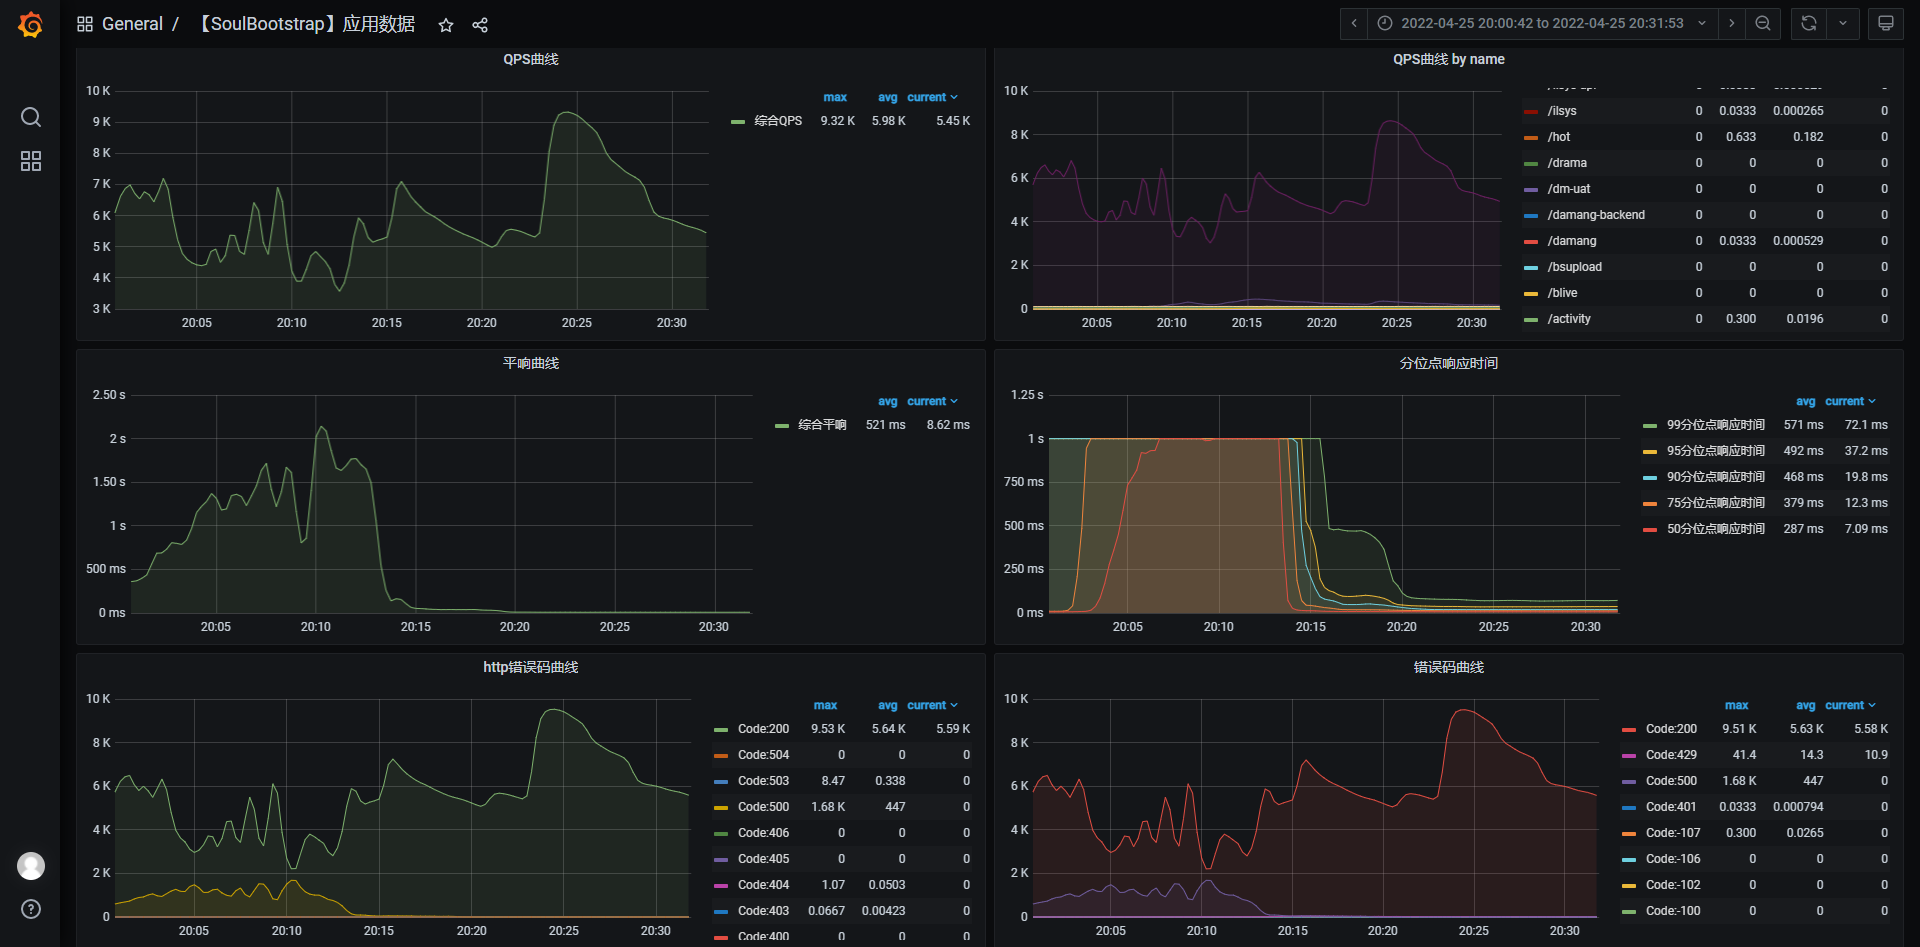 General / 【SoulBootstrap】应用数据
2022-04-25 20:00:42 to 2022-04-25 20:31:53
QPS曲线
10 K
9 K
8 K
7 K
6 K
5 K
4 K
3 K
20:05 20:10 20:15 20:20 20:25 20:30
max avg current
综合QPS 9.32 K 5.98 K 5.45 K
QPS曲线 by name
10 K
8 K
6 K
4 K
2 K
0
20:05 20:10 20:15 20:20 20:25 20:30
/ilsys 0 0.0333 0.000265 0
/hot 0 0.633 0.182 0
/drama 0 0 0 0
/dm-uat 0 0 0 0
/damang-backend 0 0 0 0
/damang 0 0.0333 0.000529 0
/bsupload 0 0 0 0
/blive 0 0 0 0
/activity 0 0.300 0.0196 0
平响曲线
2.50 s
2 s
1.50 s
1 s
500 ms
0 ms
20:05 20:10 20:15 20:20 20:25 20:30
avg current
综合平响 521 ms 8.62 ms
分位点响应时间
1.25 s
1 s
750 ms
500 ms
250 ms
0 ms
20:05 20:10 20:15 20:20 20:25 20:30
avg current
99分位点响应时间 571 ms 72.1 ms
95分位点响应时间 492 ms 37.2 ms
90分位点响应时间 468 ms 19.8 ms
75分位点响应时间 379 ms 12.3 ms
50分位点响应时间 287 ms 7.09 ms
http错误码曲线
10 K
8 K
6 K
4 K
2 K
0
20:05 20:10 20:15 20:20 20:25 20:30
max avg current
Code:200 9.53 K 5.64 K 5.59 K
Code:504 0 0 0
Code:503 8.47 0.338 0
Code:500 1.68 K 447 0
Code:406 0 0 0
Code:405 0 0 0
Code:404 1.07 0.0503 0
Code:403 0.0667 0.00423 0
Code:400 0 0 0
错误码曲线
10 K
8 K
6 K
4 K
2 K
0
20:05 20:10 20:15 20:20 20:25 20:30
max avg current
Code:200 9.51 K 5.63 K 5.58 K
Code:429 41.4 14.3 10.9
Code:500 1.68 K 447 0
Code:401 0.0333 0.000794 0
Code:-107 0.300 0.0265 0
Code:-106 0 0 0
Code:-102 0 0 0
Code:-100 0 0 0